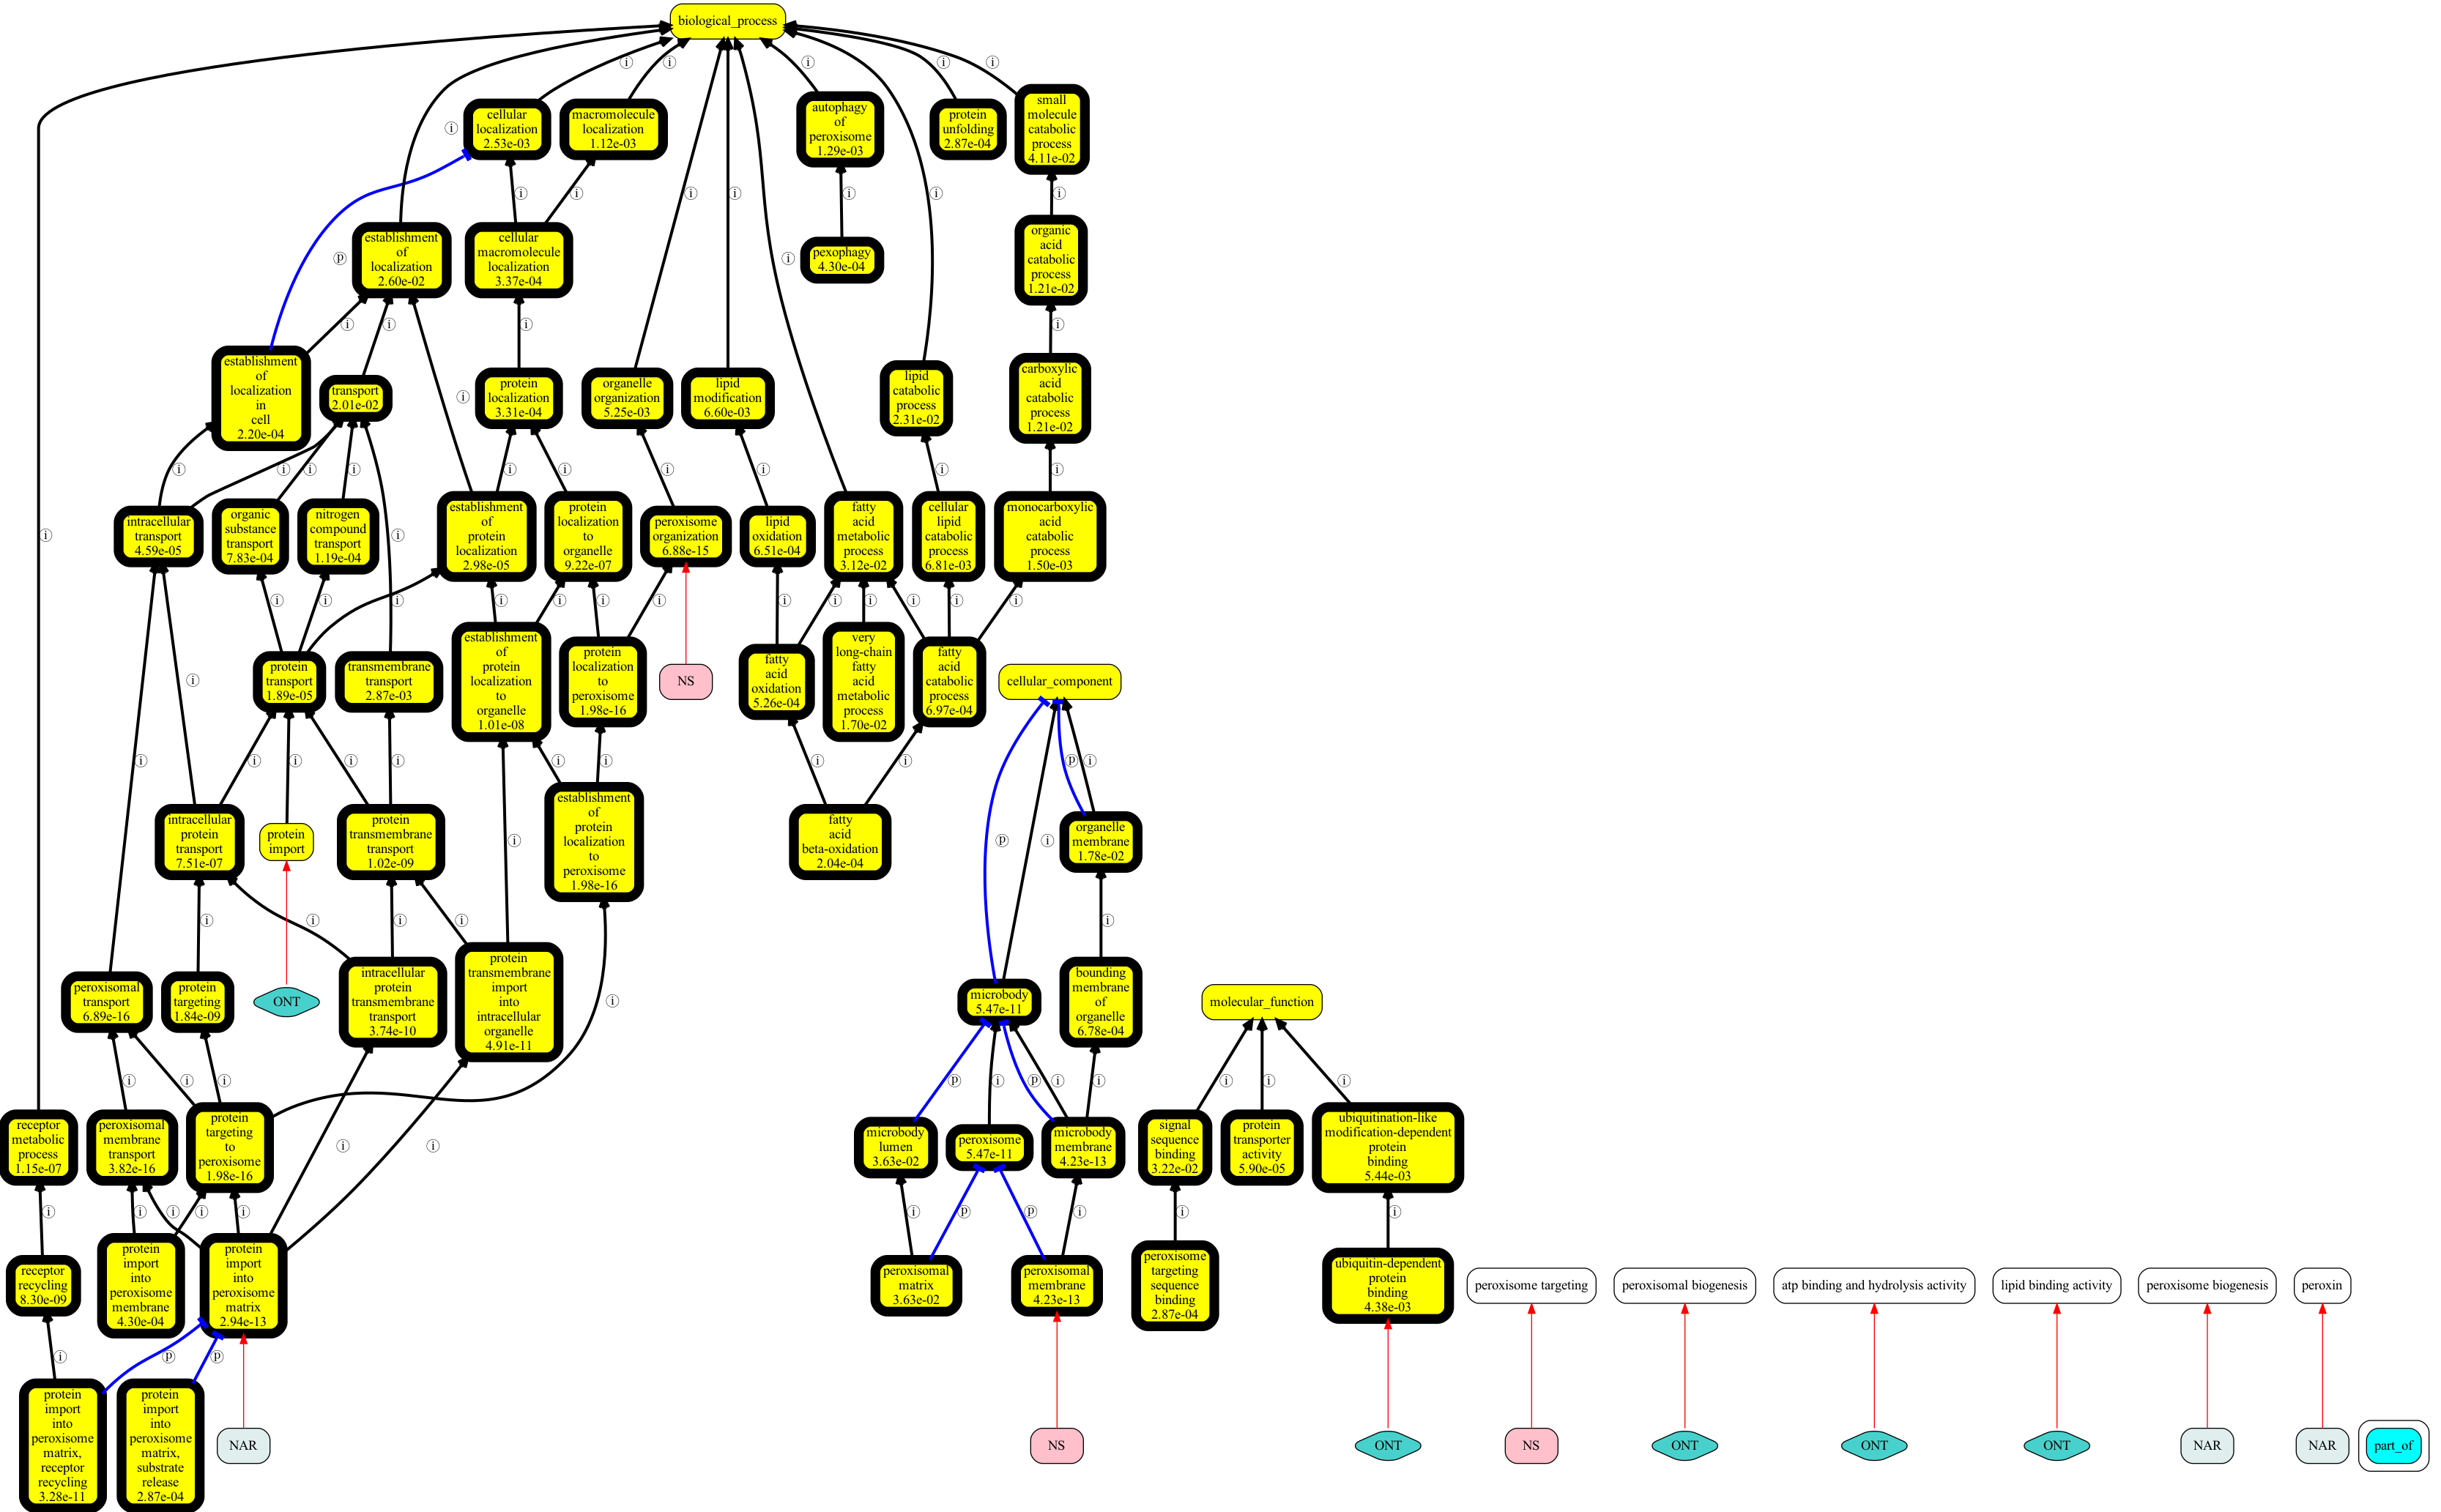 biological_process
cellular
localization
2.53e-03
macromolecule
localization
1.12e-03
autophagy
of
peroxisome
1.29e-03
protein
unfolding
2.87e-04
small
molecule
catabolic
process
4.11e-02
establishment
of
localization
2.60e-02
cellular
macromolecule
localization
3.37e-04
pexophagy
4.30e-04
organic
acid
catabolic
process
1.21e-02
establishment
of
localization
in
cell
2.20e-04
transport
2.01e-02
protein
localization
3.31e-04
organelle
organization
5.25e-03
lipid
modification
6.60e-03
lipid
catabolic
process
2.31e-02
carboxylic
acid
catabolic
process
1.21e-02
intracellular
transport
4.59e-05
organic
substance
transport
7.83e-04
nitrogen
compound
transport
1.19e-04
establishment
of
protein
localization
2.98e-05
protein
localization
to
organelle
9.22e-07
peroxisome
organization
6.88e-15
lipid
oxidation
6.51e-04
fatty
acid
metabolic
process
3.12e-02
cellular
lipid
catabolic
process
6.81e-03
monocarboxylic
acid
catabolic
process
1.50e-03
protein
transport
1.89e-05
transmembrane
transport
2.87e-03
establishment
of
protein
localization
to
organelle
1.01e-08
protein
localization
to
peroxisome
1.98e-16
NS
fatty
acid
oxidation
5.26e-04
very
long-chain
fatty
acid
metabolic
process
1.70e-02
fatty
acid
catabolic
process
6.97e-04
cellular_component
intracellular
protein
transport
7.51e-07
protein
import
protein
transmembrane
transport
1.02e-09
establishment
of
protein
localization
to
peroxisome
1.98e-16
fatty
acid
beta-oxidation
2.04e-04
organelle
membrane
1.78e-02
peroxisomal
transport
6.89e-16
protein
targeting
1.84e-09
ONT
intracellular
protein
transmembrane
transport
3.74e-10
protein
transmembrane
import
into
intracellular
organelle
4.91e-11
microbody
5.47e-11
bounding
membrane
of
organelle
6.78e-04
molecular_function
receptor
metabolic
process
1.15e-07
peroxisomal
membrane
transport
3.82e-16
protein
targeting
to
peroxisome
1.98e-16
microbody
lumen
3.63e-02
peroxisome
5.47e-11
microbody
membrane
4.23e-13
signal
sequence
binding
3.22e-02
protein
transporter
activity
5.90e-05
ubiquitination-like
modification-dependent
protein
binding
5.44e-03
receptor
recycling
8.30e-09
protein
import
into
peroxisome
membrane
4.30e-04
protein
import
into
peroxisome
matrix
2.94e-13
peroxisomal
matrix
3.63e-02
peroxisomal
membrane
4.23e-13
peroxisome
targeting
sequence
binding
2.87e-04
ubiquitin-dependent
protein
binding
4.38e-03
peroxisome targeting
peroxisomal biogenesis
atp binding and hydrolysis activity
lipid binding activity
peroxisome biogenesis
peroxin
protein
import
into
peroxisome
matrix,
receptor
recycling
3.28e-11
protein
import
into
peroxisome
matrix,
substrate
release
2.87e-04
NAR
NS
ONT
NS
ONT
ONT
ONT
NAR
NAR
part_of